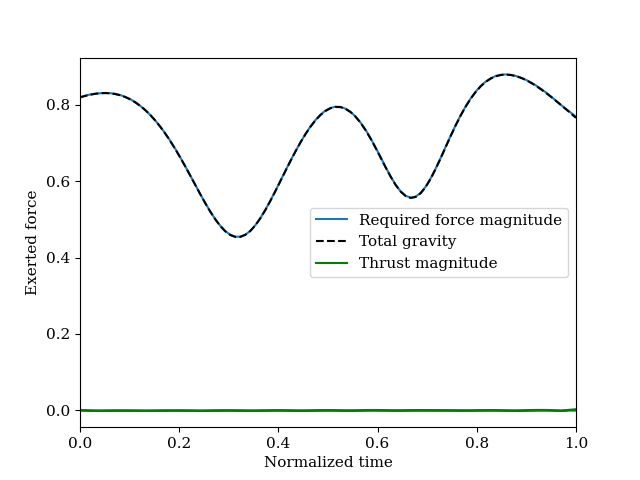 0.8
0.6
0.4
0.2
0.0
Exerted force
Required force magnitude
Total gravity
Thrust magnitude
0.0 0.2 0.4 0.6 0.8 1.0
Normalized time